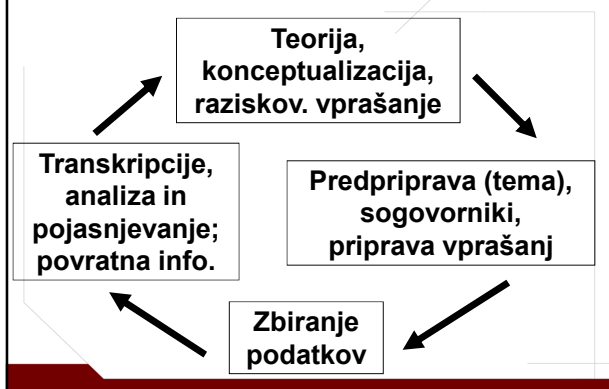 Teorija,
konceptualizacija,
raziskov. vprašanje
Predpriprava (tema),
sogovorniki,
priprava vprašanj
Zbiranje
podatkov
Transkripcije,
analiza in
pojasnjevanje;
povratna info.